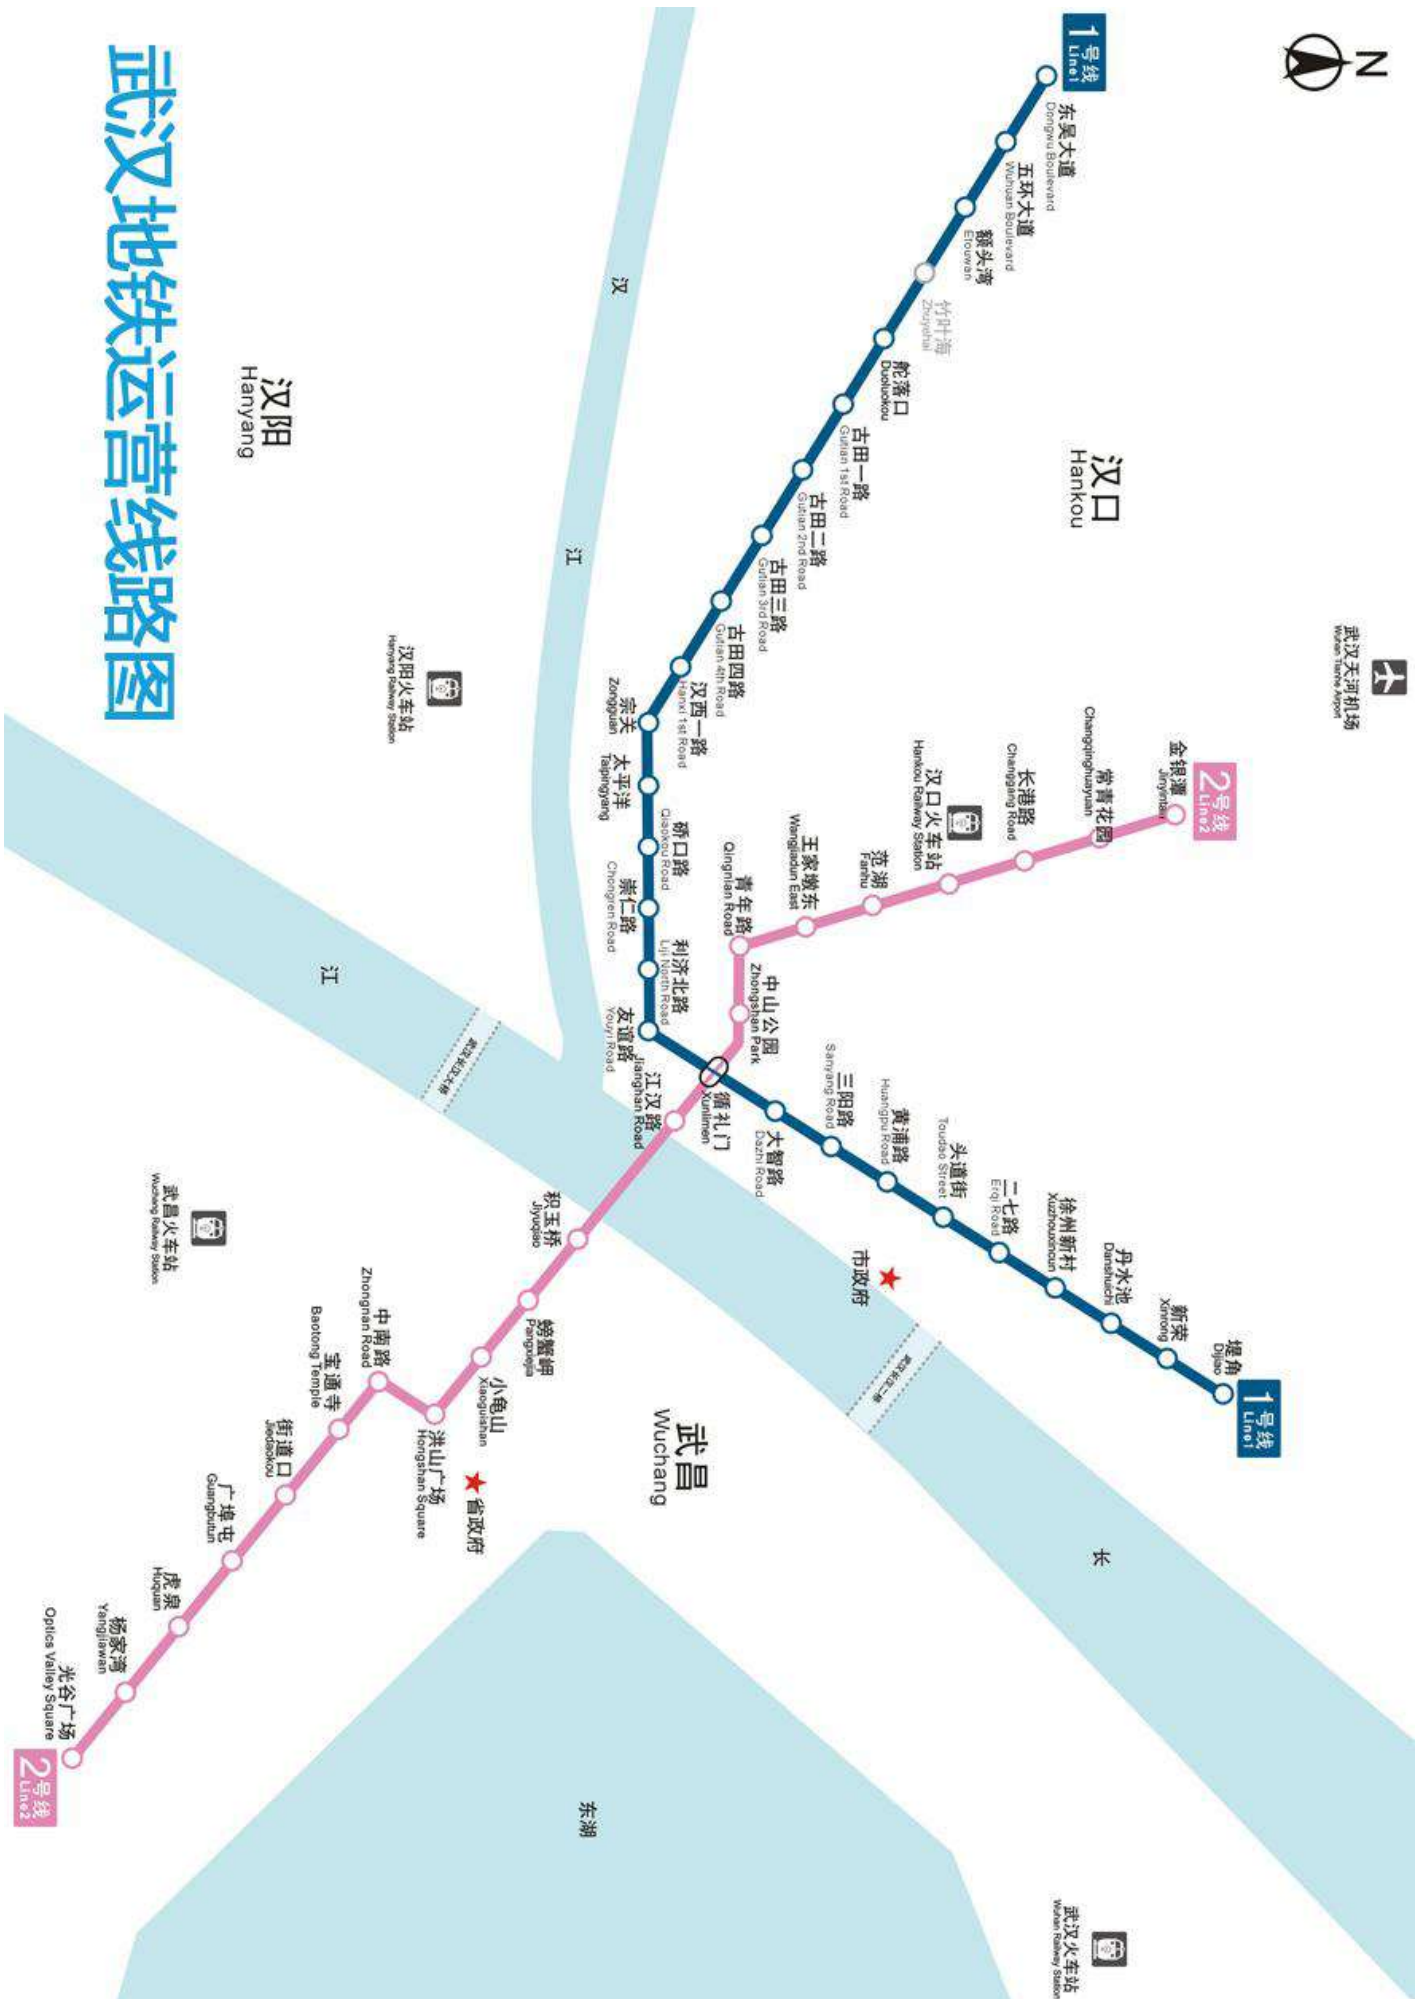 N
1号线
Line1
东吴大道
Dongwu Boulevard
五环大道
Wuhuan Boulevard
额头湾
Etouwan
竹叶海
Zhuyehai
舵落口
Duoluokou
古田一路
Gutian 1st Road
古田二路
Gutian 2nd Road
古田三路
Gutian 3rd Road
古田四路
Gutian 4th Road
汉西一路
Hanxi 1st Road
宗关
Zongguan
太平洋
Taipingyang
硚口路
Qiaokou Road
崇仁路
Chongren Road
利济北路
Liji North Road
友谊路
Youyi Road
循礼门
Xunlimen
大智路
Dazhi Road
三阳路
Sanyang Road
黄浦路
Huangpu Road
头道街
Toudao Street
二七路
Erqi Road
徐州新村
Xuzhouxincun
丹水池
Danshuichi
新荣
Xinrong
堤角
Dijiao
1号线
Line1
2号线
Line2
金银潭
Jinyintan
常青花园
Changqinghuayuan
长港路
Changgang Road
汉口火车站
Hankou Railway Station
范湖
Fanhu
王家墩东
Wangjiadun East
青年路
Qingnian Road
中山公园
Zhongshan Park
江汉路
Jianghan Road
积玉桥
Jiyuqiao
螃蟹岬
Pangxiejia
小龟山
Xiaoguishan
洪山广场
Hongshan Square
中南路
Zhongnan Road
宝通寺
Baotong Temple
街道口
Jiedaokou
广埠屯
Guangbutun
虎泉
Huquan
杨家湾
Yangjiawan
光谷广场
Optics Valley Square
2号线
Line2
武汉天河机场
Wuhan Tianhe Airport
汉口
Hankou
汉
江
汉阳
Hanyang
汉阳火车站
Hanyang Railway Station
武昌火车站
Wuchang Railway Station
市政府
省政府
武昌
Wuchang
武汉长江大桥
武汉长江二桥
长
江
东湖
武汉火车站
Wuhan Railway Station
武汉地铁运营线路图